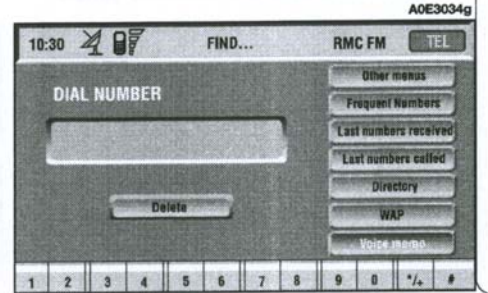 A0E3034g
10:30 FIND... RMC FM TEL
DIAL NUMBER
Delete
Other menus
Frequent Numbers
Last numbers received
Last numbers called
Directory
WAP
Voice memo
1 2 3 4 5 6 7 8 9 0 */+ #